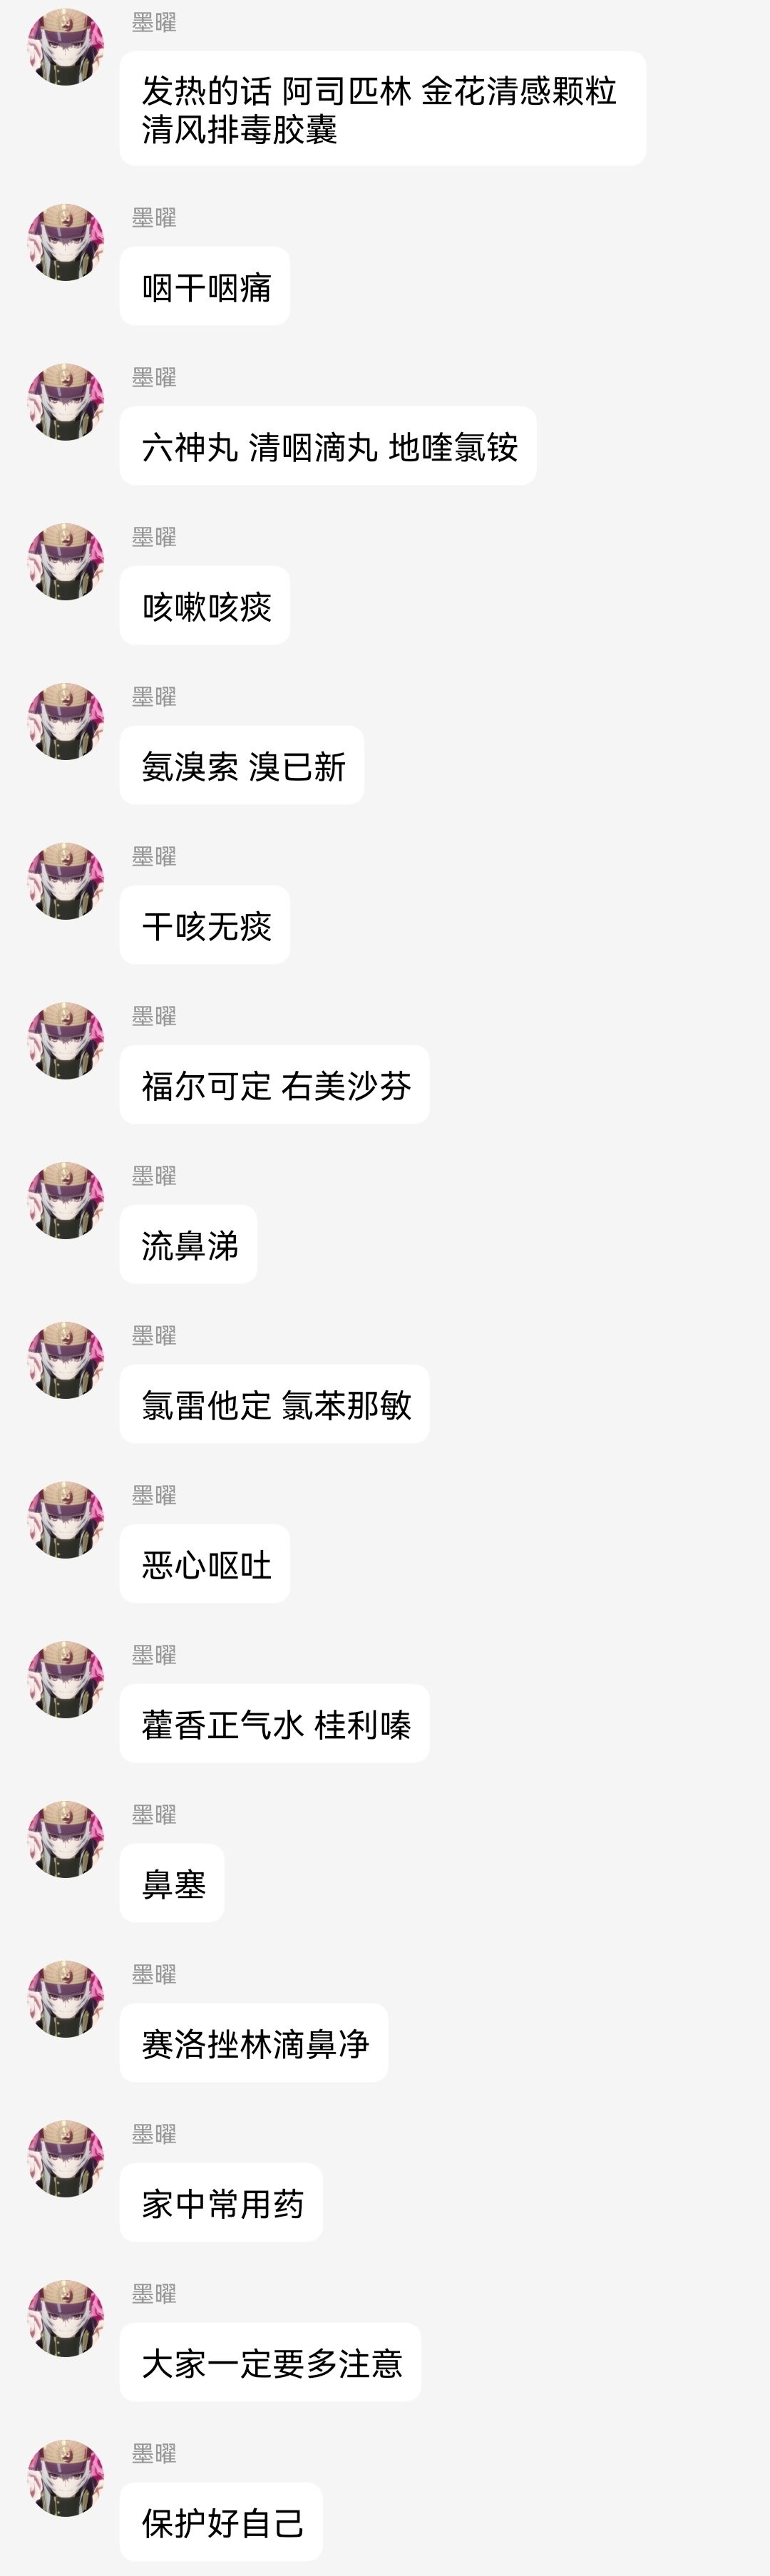 墨曜
发热的话 阿司匹林 金花清感颗粒
清风排毒胶囊
墨曜
咽干咽痛
墨曜
六神丸 清咽滴丸 地喹氯铵
墨曜
咳嗽咳痰
墨曜
氨溴索 溴已新
墨曜
干咳无痰
墨曜
福尔可定 右美沙芬
墨曜
流鼻涕
墨曜
氯雷他定 氯苯那敏
墨曜
恶心呕吐
墨曜
藿香正气水 桂利嗪
墨曜
鼻塞
墨曜
赛洛挫林滴鼻净
墨曜
家中常用药
墨曜
大家一定要多注意
墨曜
保护好自己